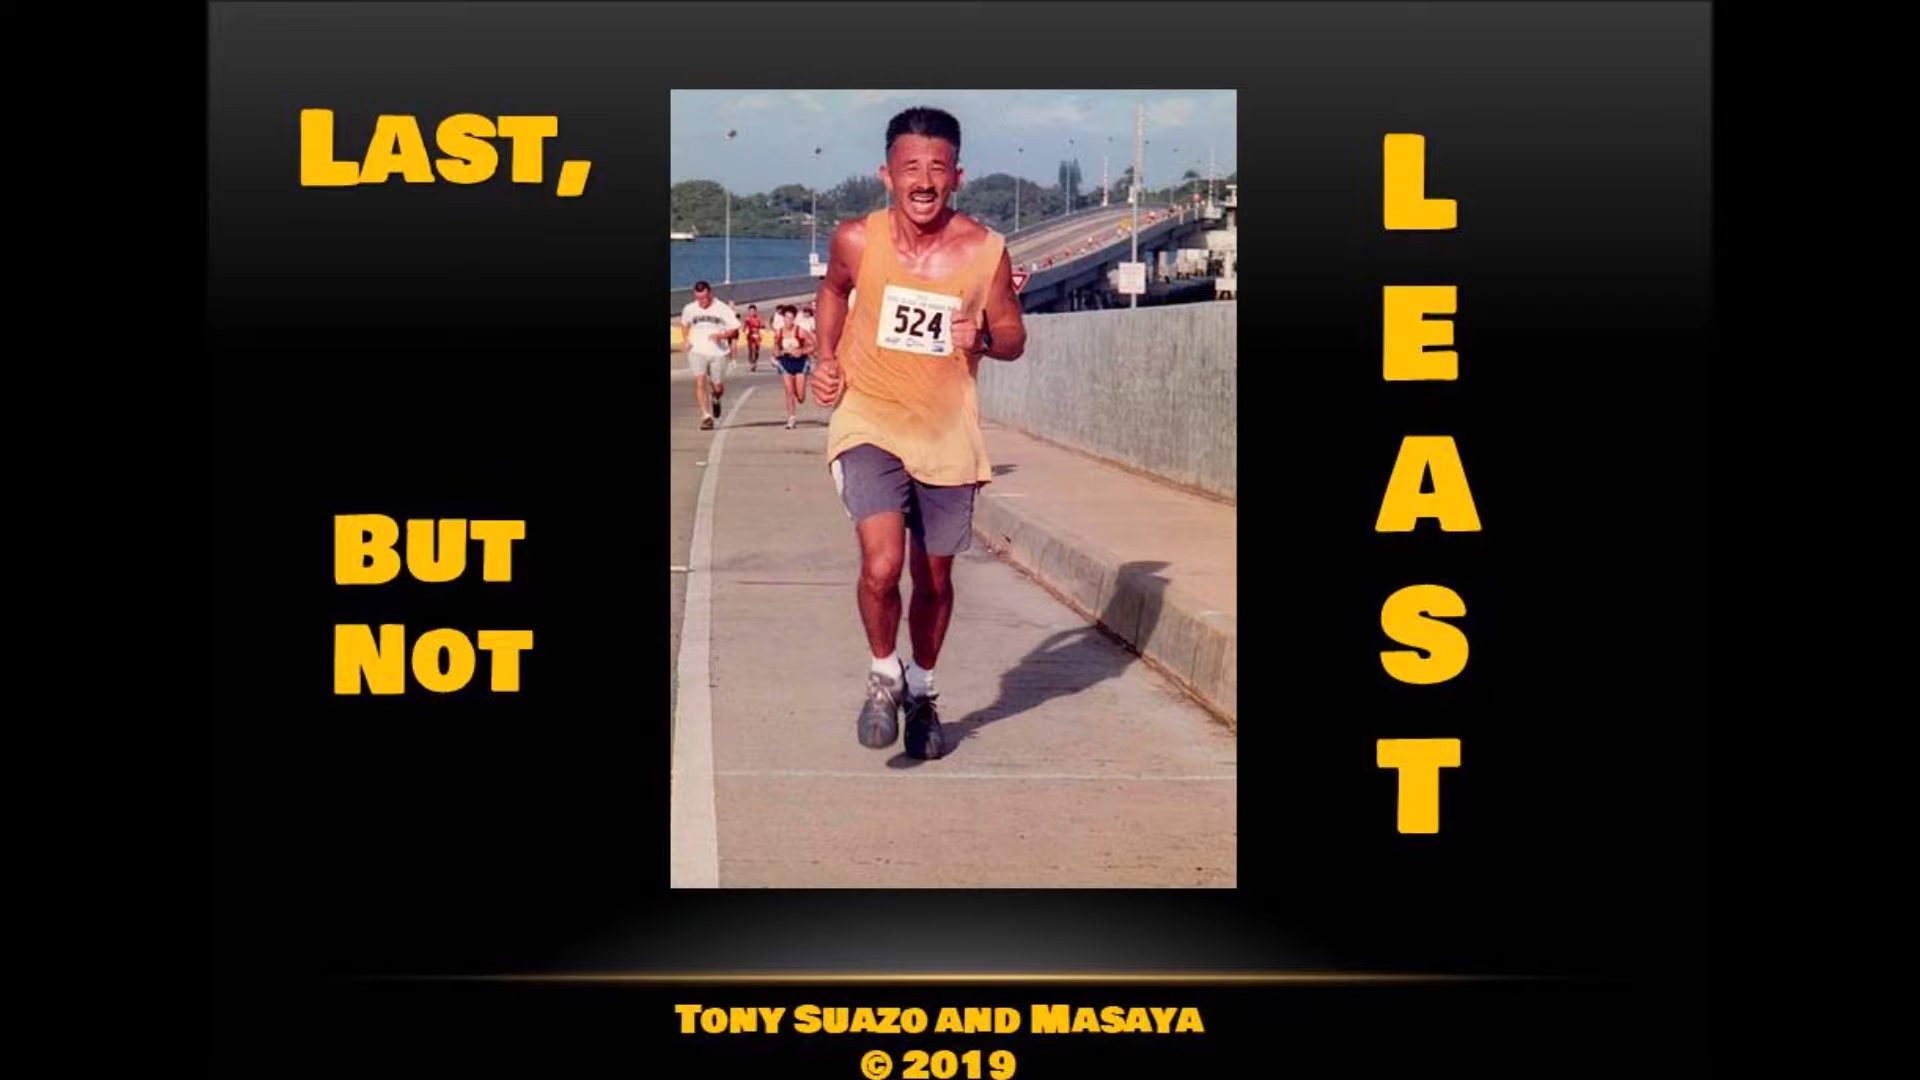 LAST,
BUT
NOT
L
E
A
S
T
524
TONY SUAZO AND MASAYA
© 2019